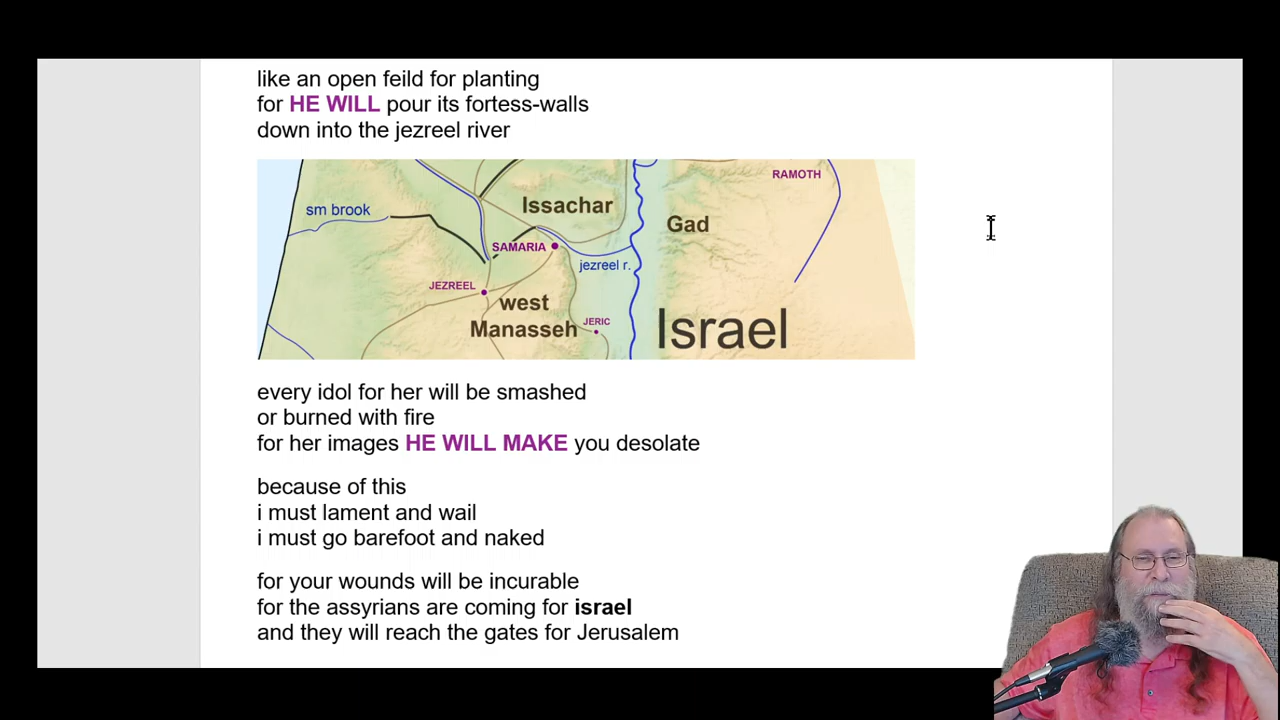 like an open feild for planting
for HE WILL pour its fortess-walls
down into the jezreel river
RAMOTH
sm brook
Issachar
Gad
SAMARIA
jezreel r.
JEZREEL
west
Manasseh
JERIC
Israel
every idol for her will be smashed
or burned with fire
for her images HE WILL MAKE you desolate
because of this
i must lament and wail
i must go barefoot and naked
for your wounds will be incurable
for the assyrians are coming for israel
and they will reach the gates for Jerusalem